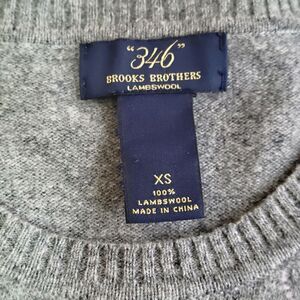 "346"
BROOKS BROTHERS
LAMBSWOOL
XS
100%
LAMBSWOOL
MADE IN CHINA